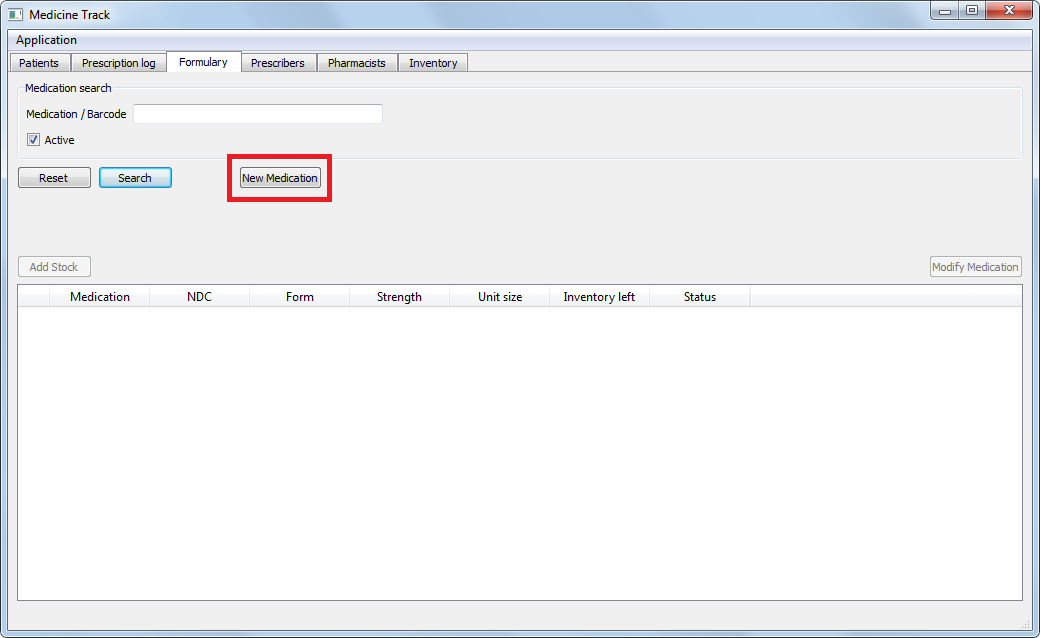 Medicine Track
Application
Patients Prescription log Formulary Prescribers Pharmacists Inventory
Medication search
Medication / Barcode
Active
Reset Search New Medication
Add Stock Modify Medication
Medication NDC Form Strength Unit size Inventory left Status